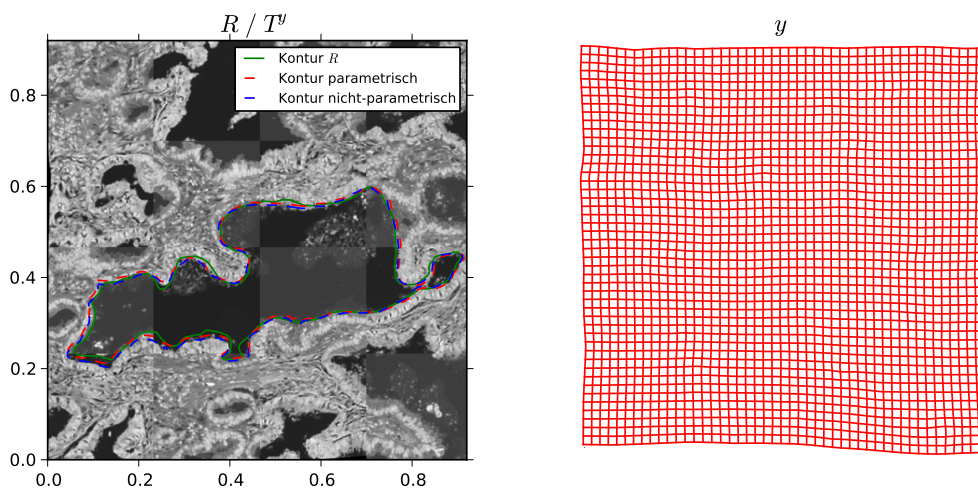 R / T^y
Kontur R
Kontur parametrisch
Kontur nicht-parametrisch
0.8
0.6
0.4
0.2
0.0
0.0 0.2 0.4 0.6 0.8
y